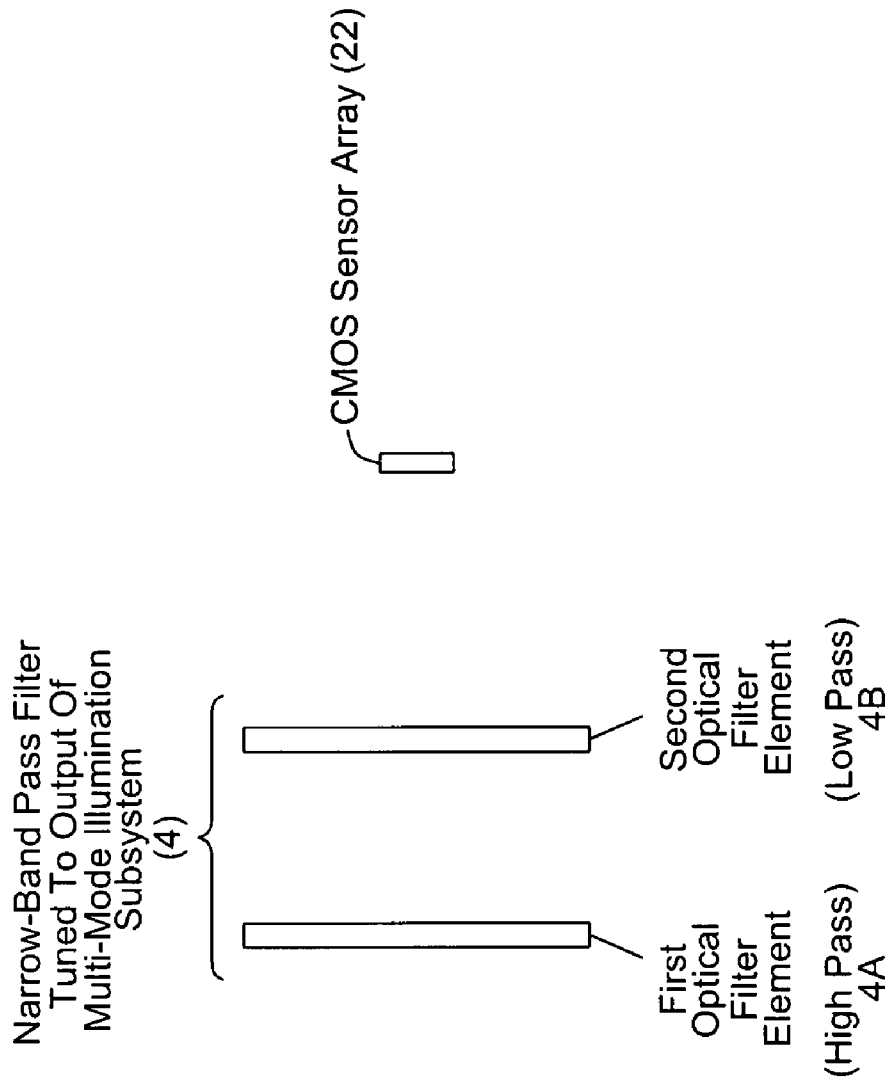 Narrow-Band Pass Filter
Tuned To Output Of
Multi-Mode Illumination
Subsystem
(4)
CMOS Sensor Array (22)
First
Optical
Filter
Element
(High Pass)
4A
Second
Optical
Filter
Element
(Low Pass)
4B